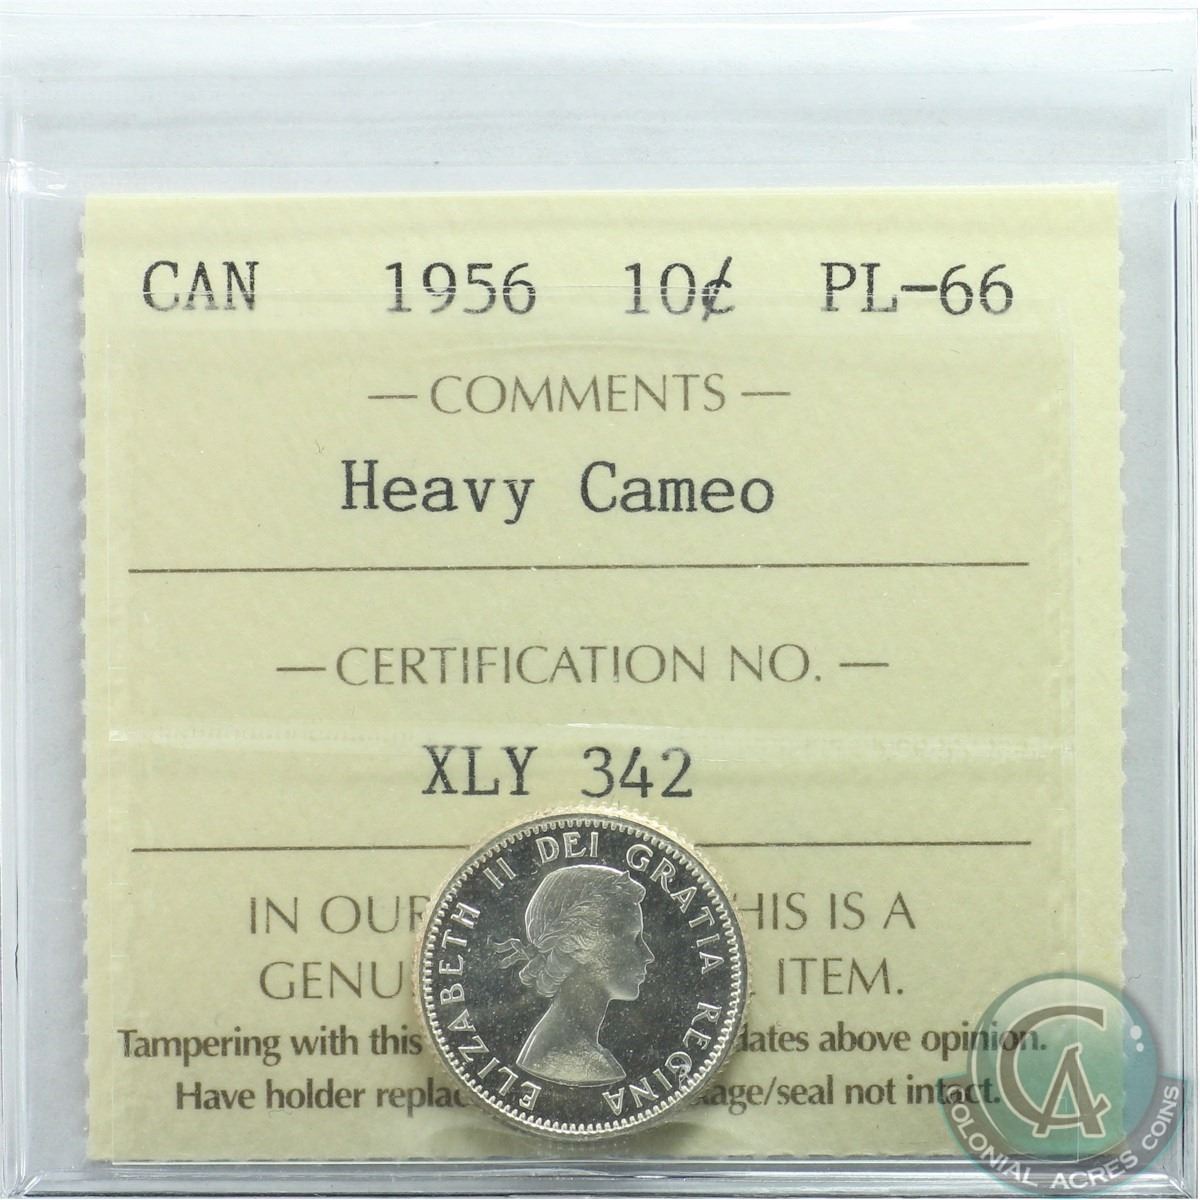 CAN 1956 10¢ PL-66
— COMMENTS —
Heavy Cameo
— CERTIFICATION NO. —
XLY 342
IN OUR HIS IS A
GENU ITEM.
Tampering with this dates above opinion.
Have holder replac age/seal not intact.
ELIZABETH II DEI GRATIA REGINA
CA
COLONIAL ACRES COINS